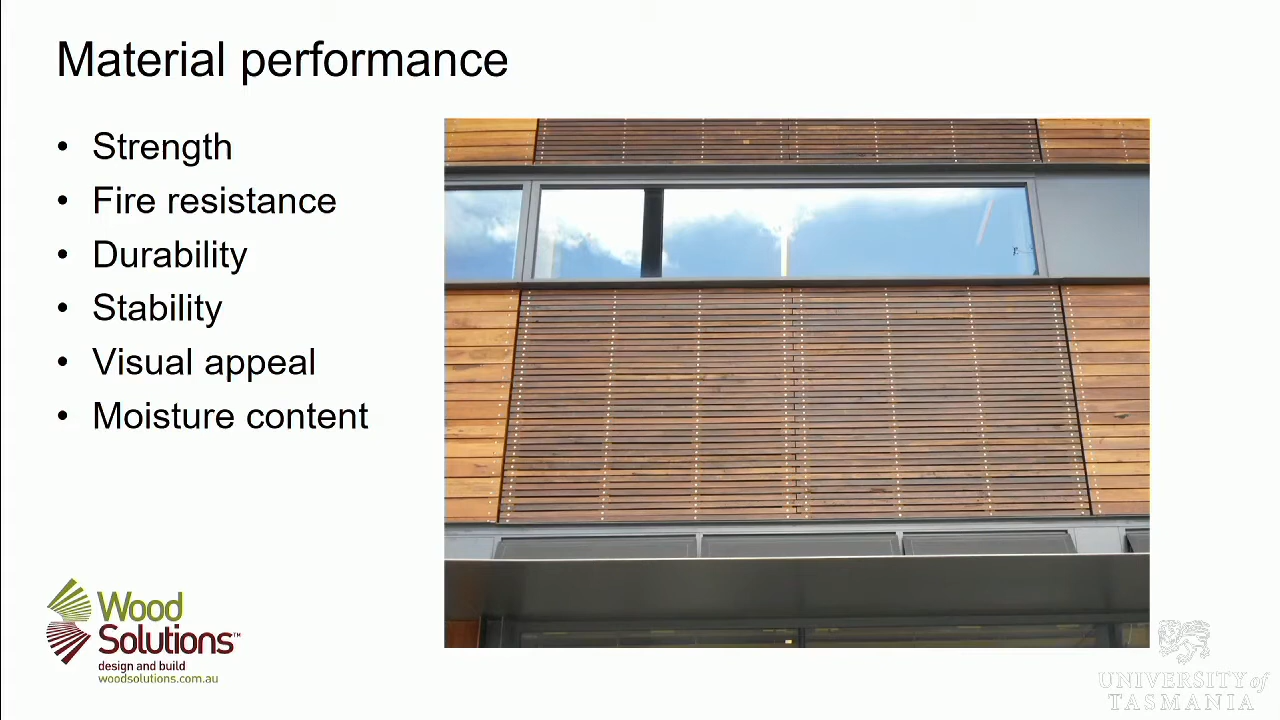 Material performance
• Strength
• Fire resistance
• Durability
• Stability
• Visual appeal
• Moisture content
Wood
Solutions™
design and build
woodsolutions.com.au
UNIVERSITY of
TASMANIA